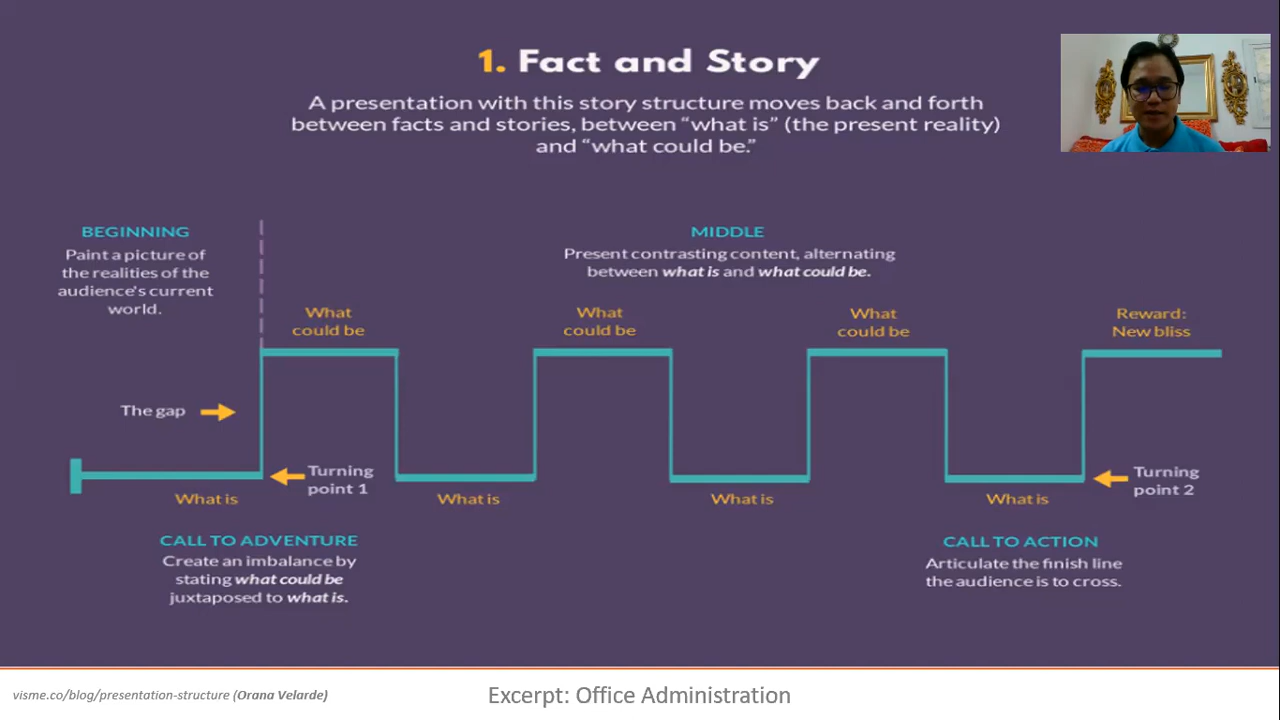 1. Fact and Story
A presentation with this story structure moves back and forth
between facts and stories, between “what is” (the present reality)
and “what could be.”
BEGINNING
Paint a picture of
the realities of the
audience's current
world.
MIDDLE
Present contrasting content, alternating
between what is and what could be.
What
could be
What
could be
What
could be
Reward:
New bliss
The gap
Turning
point 1
Turning
point 2
What is
What is
What is
What is
CALL TO ADVENTURE
Create an imbalance by
stating what could be
juxtaposed to what is.
CALL TO ACTION
Articulate the finish line
the audience is to cross.
visme.co/blog/presentation-structure (Orana Velarde)
Excerpt: Office Administration